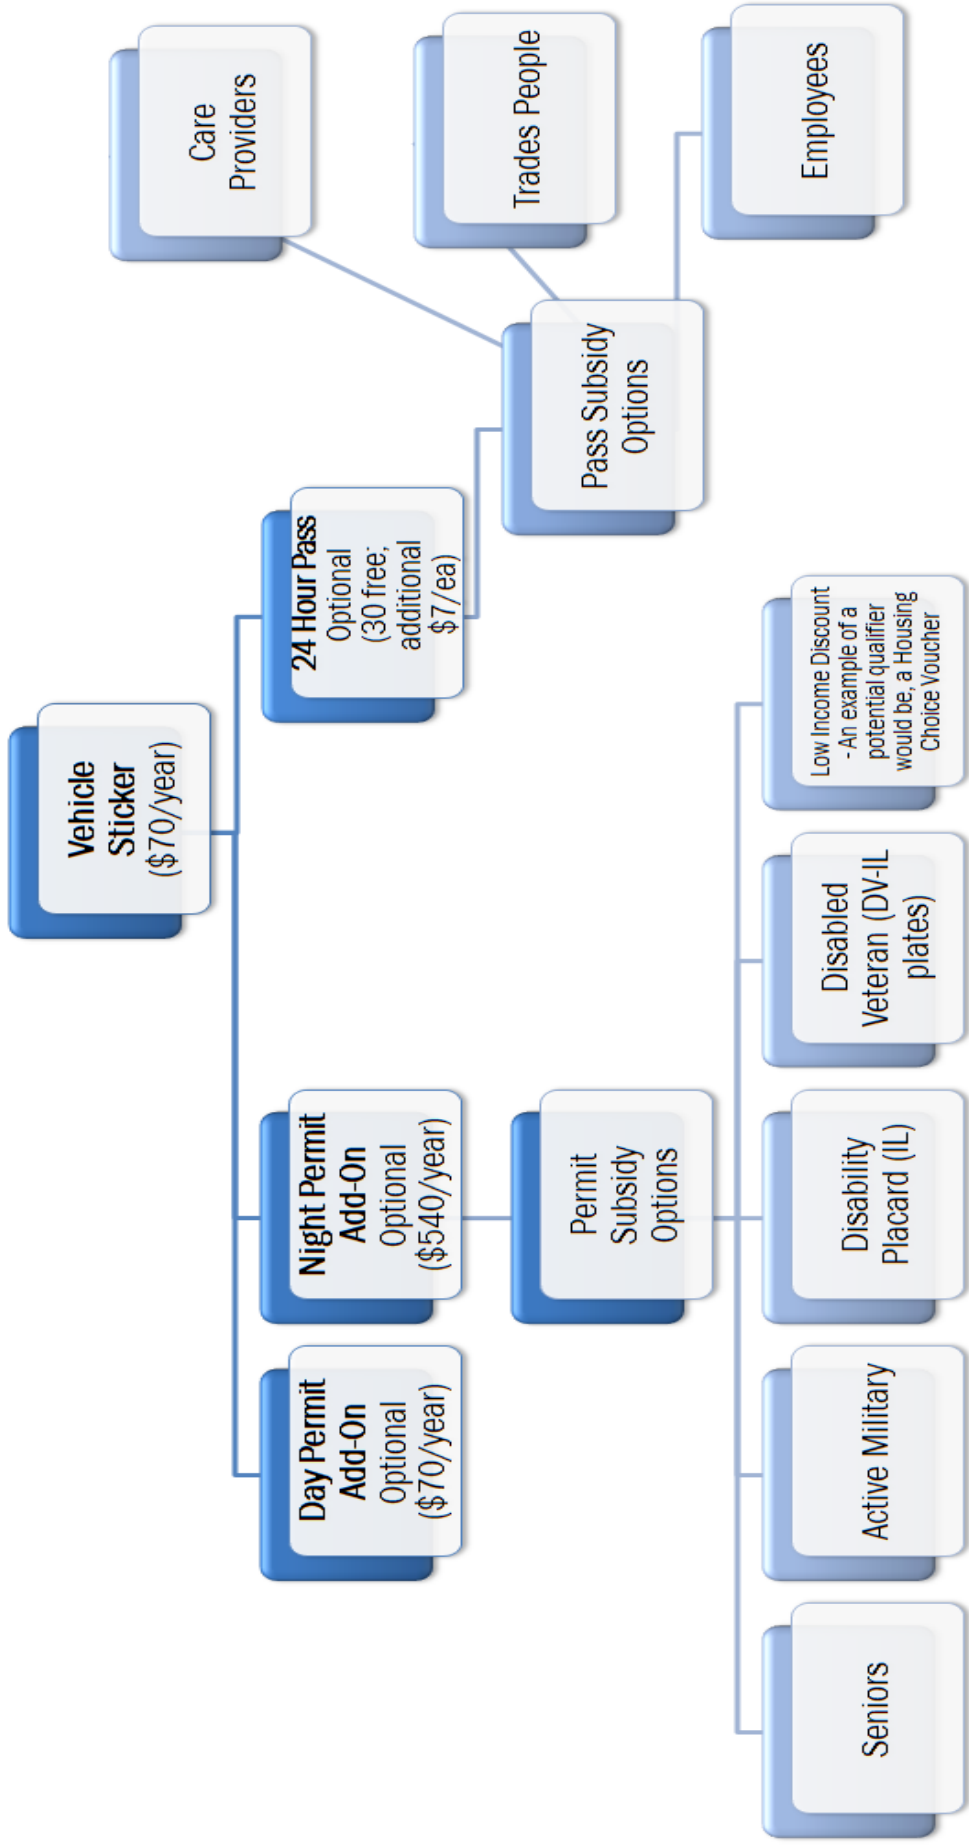 Vehicle
Sticker
($70/year)
Day Permit
Add-On
Optional
($70/year)
Night Permit
Add-On
Optional
($540/year)
24 Hour Pass
Optional
(30 free;
additional
$7/ea)
Permit
Subsidy
Options
Seniors
Active Military
Disability
Placard (IL)
Disabled
Veteran (DV-IL
plates)
Low Income Discount
- An example of a
potential qualifier
would be, a Housing
Choice Voucher
Pass Subsidy
Options
Care
Providers
Trades People
Employees